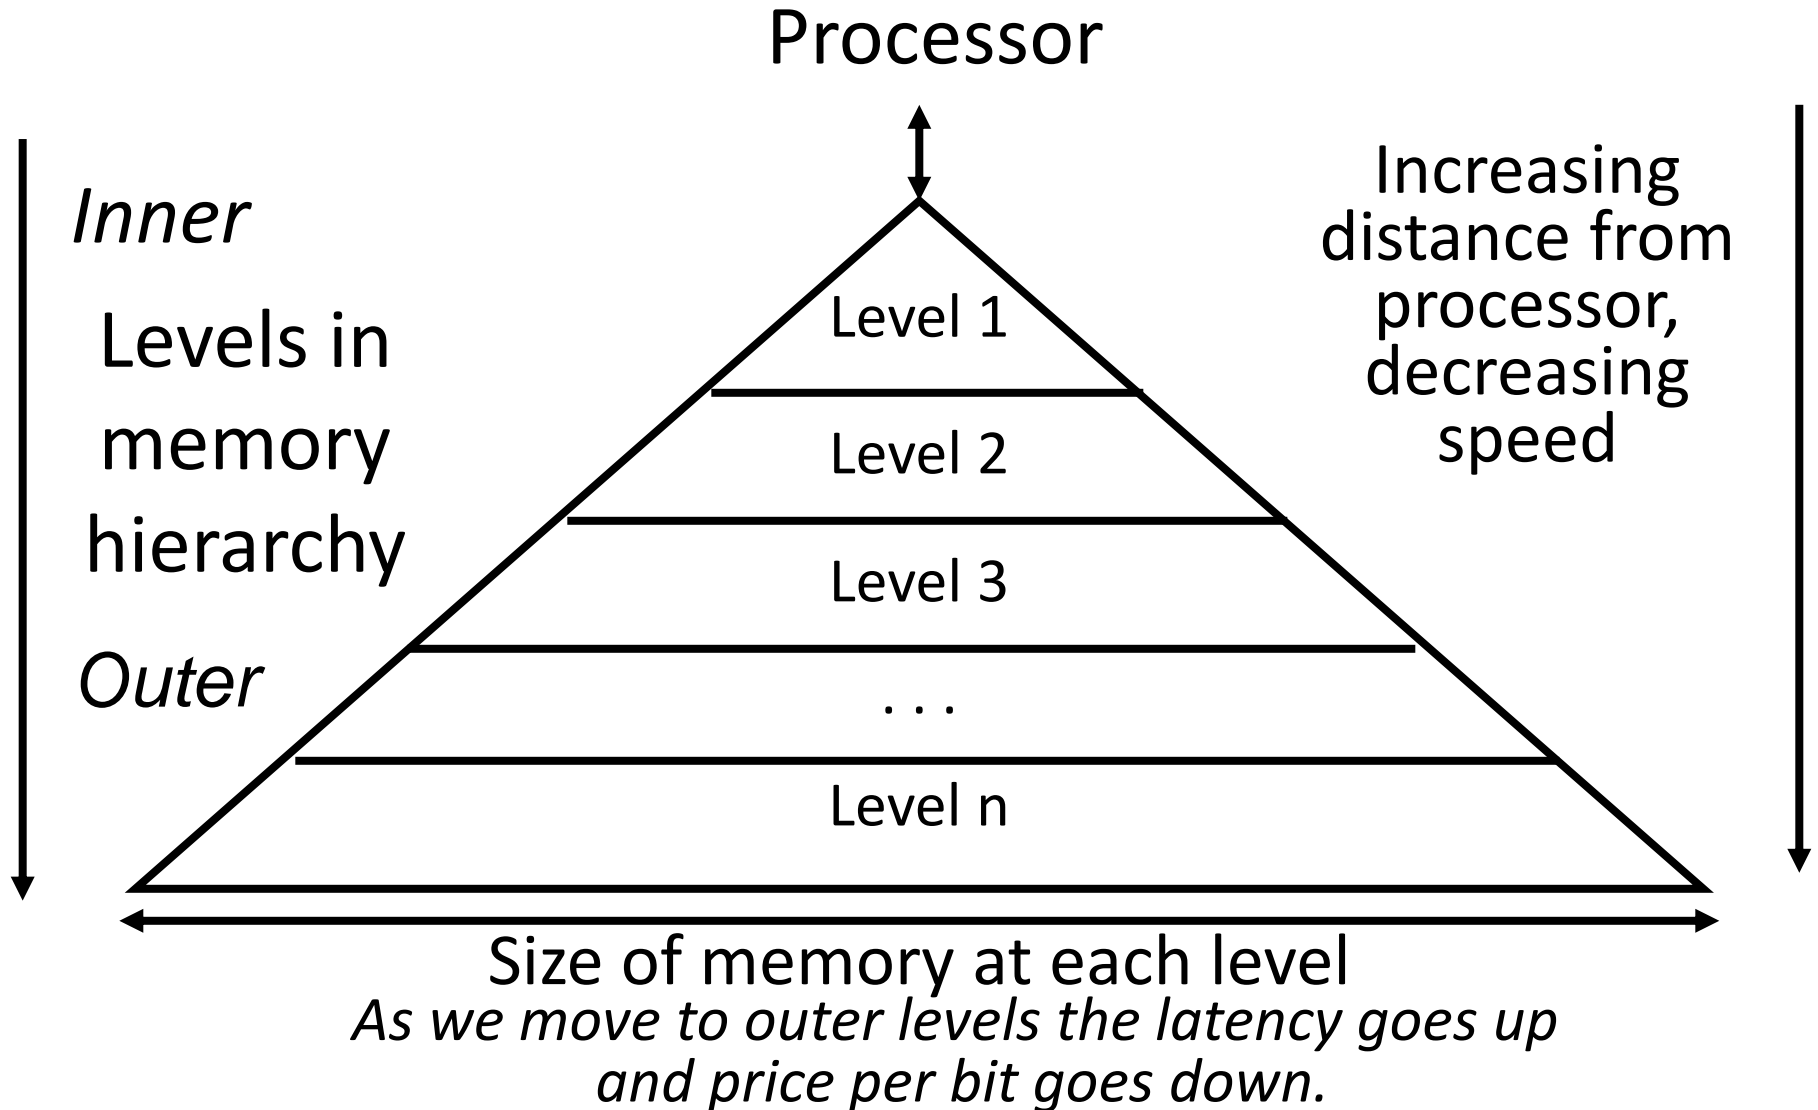 Processor
Inner
Levels in
memory
hierarchy
Outer
Level 1
Level 2
Level 3
. . .
Level n
Increasing
distance from
processor,
decreasing
speed
Size of memory at each level
As we move to outer levels the latency goes up
and price per bit goes down.